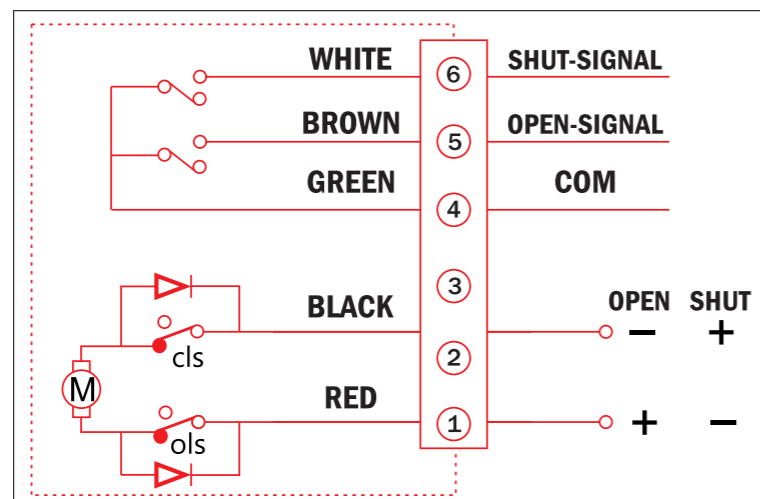 WHITE 6 SHUT-SIGNAL
BROWN 5 OPEN-SIGNAL
GREEN 4 COM
3
OPEN SHUT
BLACK − +
cls
2
M
RED 1 + −
ols